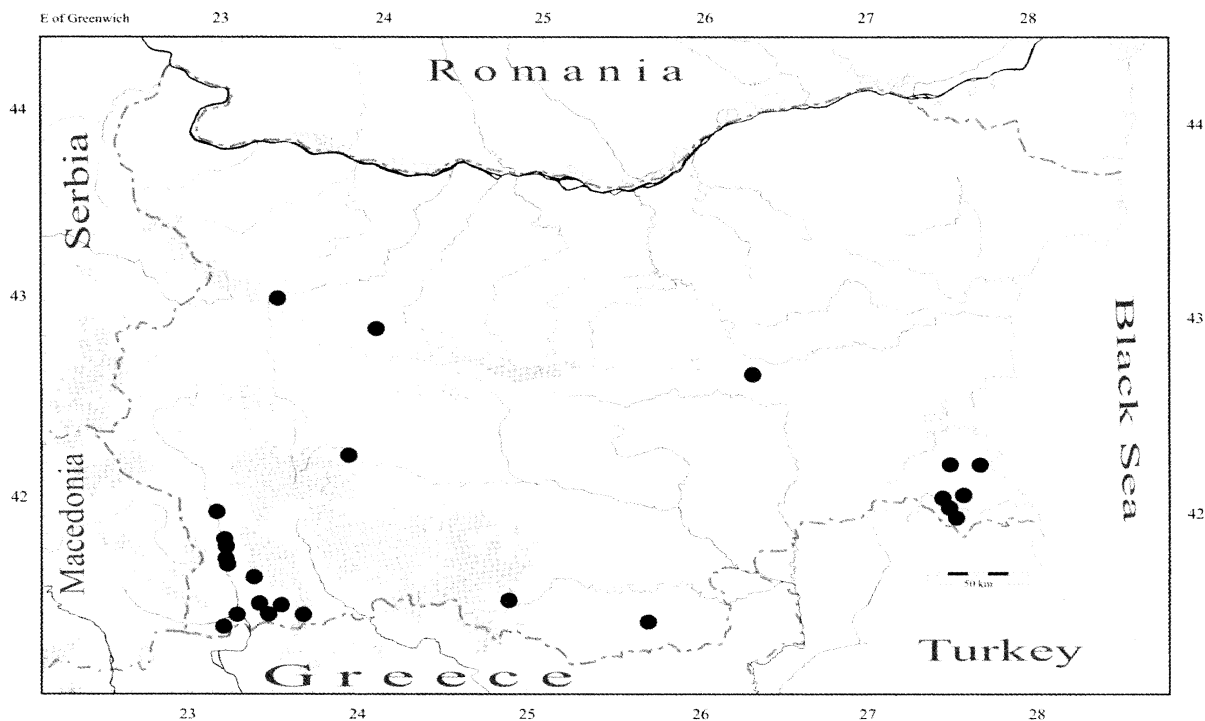 E of Greenwich 23 24 25 26 27 28
Romania
44
44
Serbia
43
43
Black Sea
Macedonia
42
42
50 km
Turkey
Greece
23 24 25 26 27 28